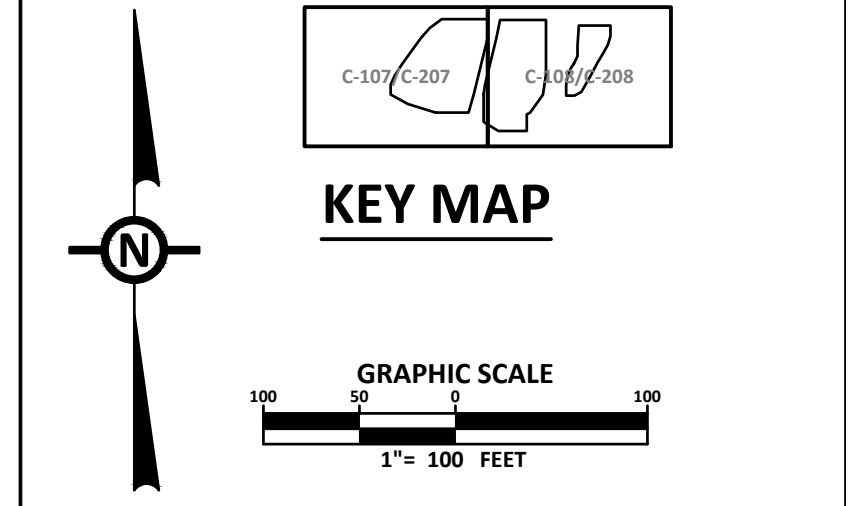 C-107/C-207 C-108/C-208
KEY MAP
N
GRAPHIC SCALE
100 50 0 100
1"= 100 FEET